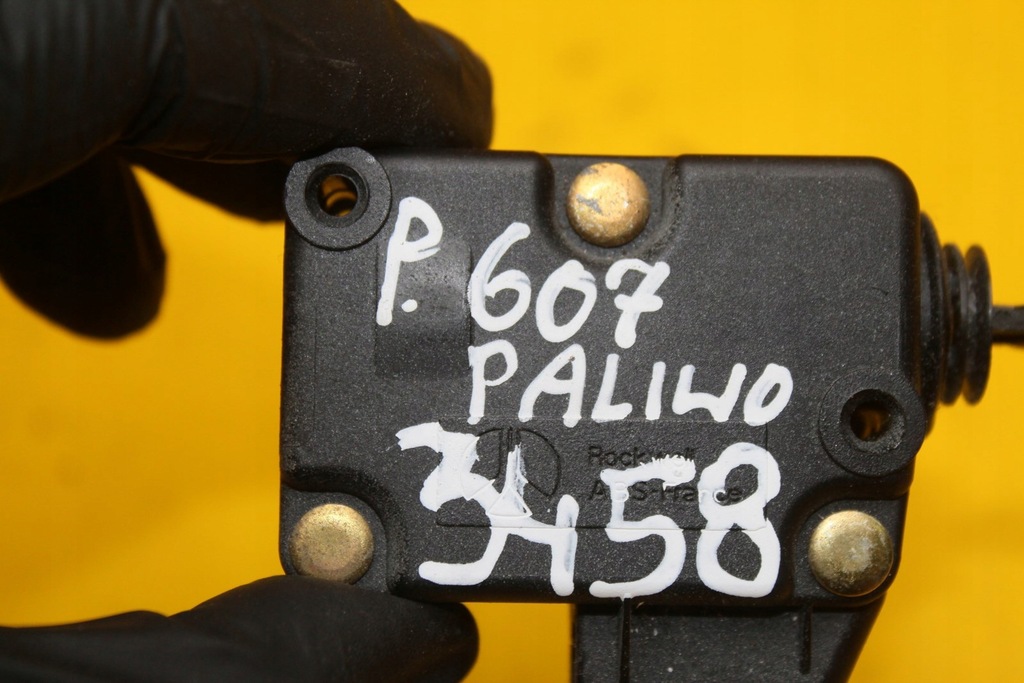 P. 607
PALIWO
Rockwell
ABS-France
3458